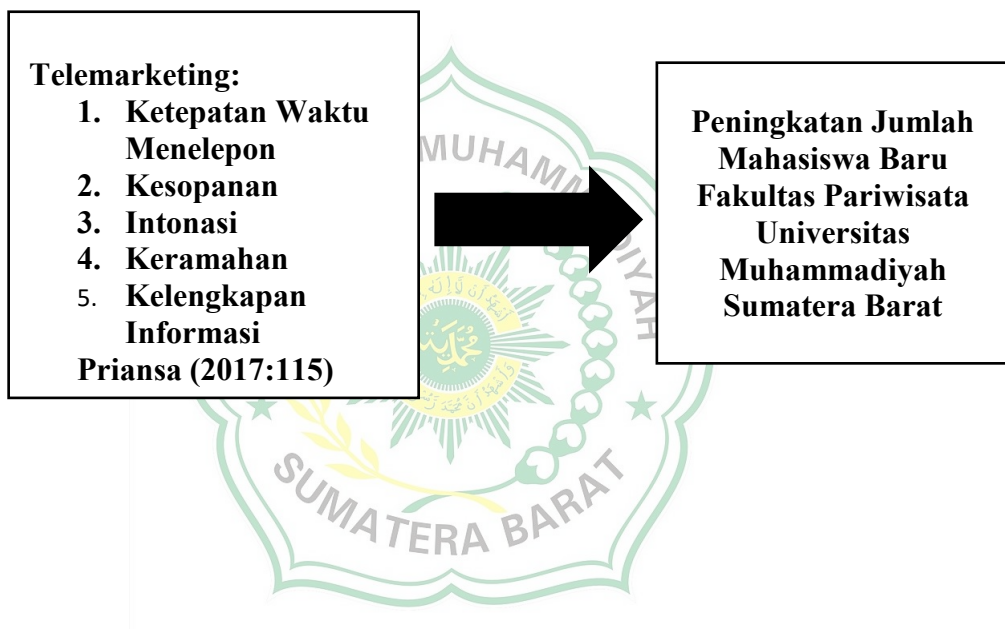 Telemarketing:
1. Ketepatan Waktu
Menelepon
2. Kesopanan
3. Intonasi
4. Keramahan
5. Kelengkapan
Informasi
Priansa (2017:115)
Peningkatan Jumlah
Mahasiswa Baru
Fakultas Pariwisata
Universitas
Muhammadiyah
Sumatera Barat
SUMATERA BARAT